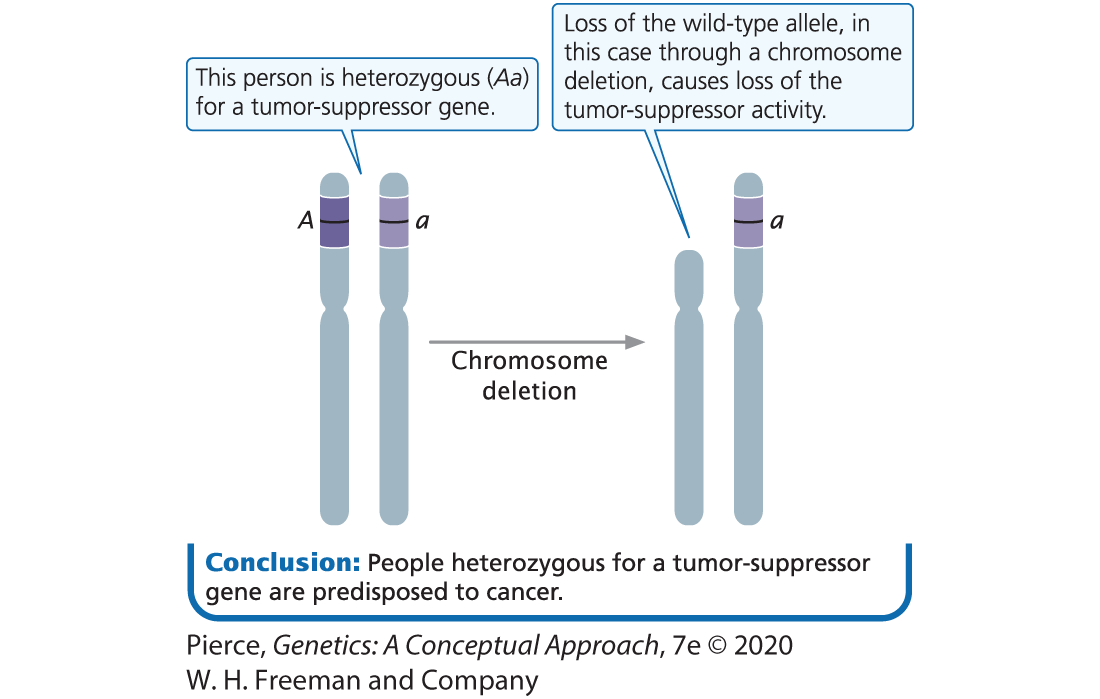 This person is heterozygous (Aa)
for a tumor-suppressor gene.
Loss of the wild-type allele, in
this case through a chromosome
deletion, causes loss of the
tumor-suppressor activity.
A
a
a
Chromosome
deletion
Conclusion: People heterozygous for a tumor-suppressor
gene are predisposed to cancer.
Pierce, Genetics: A Conceptual Approach, 7e © 2020
W. H. Freeman and Company